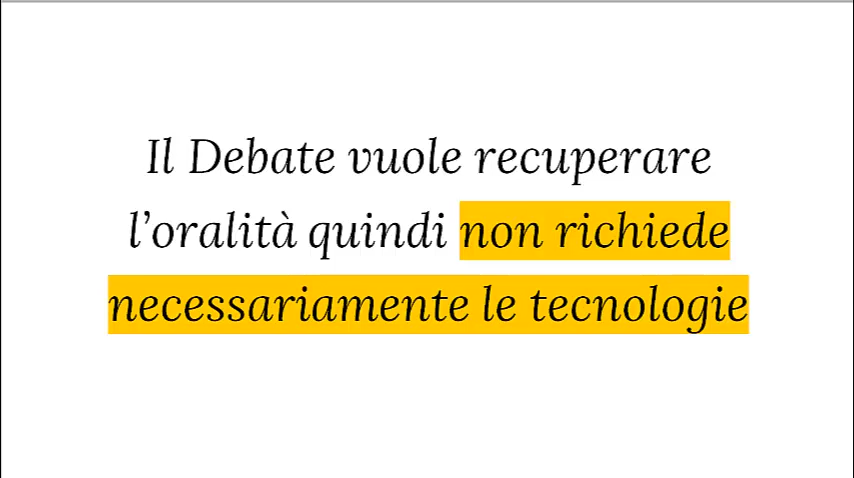 Il Debate vuole recuperare
l’oralità quindi non richiede
necessariamente le tecnologie